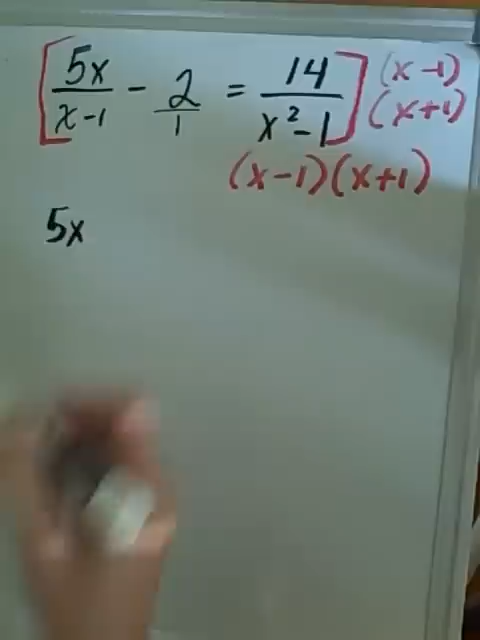 [5x/(x-1) - 2/1 = 14/(x²-1)] (x-1)(x+1)
(x-1)(x+1)
5x